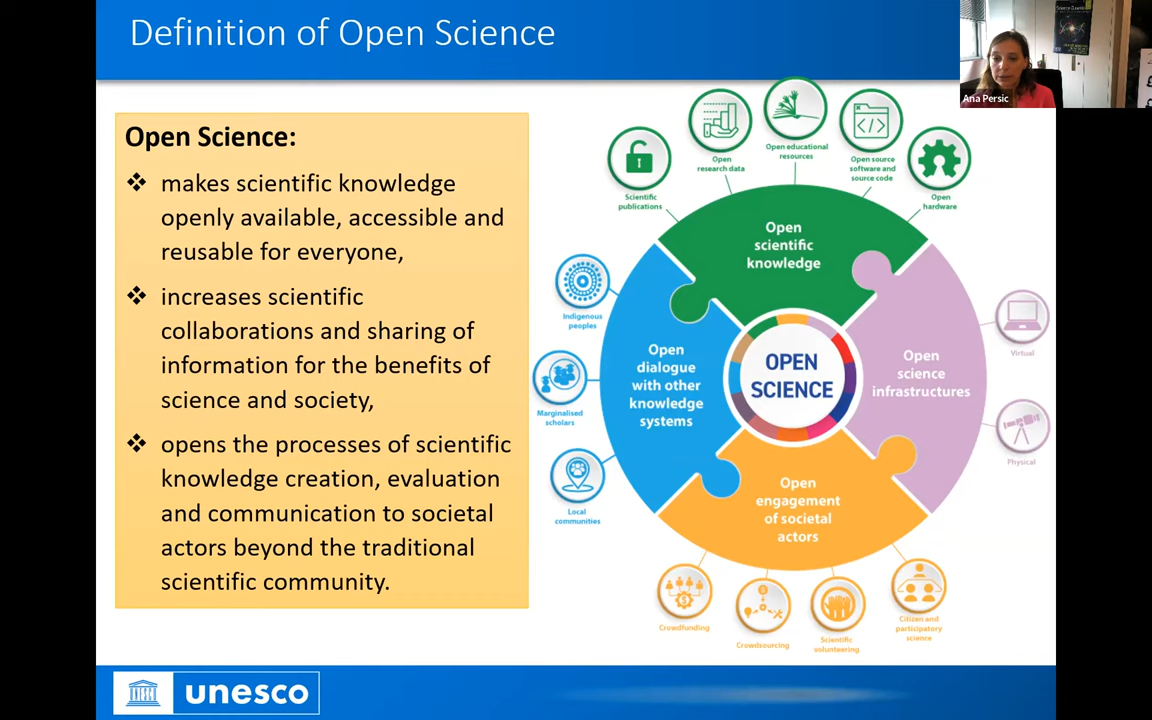 Definition of Open Science
Ana Persic
Open Science:
makes scientific knowledge
openly available, accessible and
reusable for everyone,
increases scientific
collaborations and sharing of
information for the benefits of
science and society,
opens the processes of scientific
knowledge creation, evaluation
and communication to societal
actors beyond the traditional
scientific community.
Scientific
publications
Open
research data
Open educational
resources
Open source
software and
source code
</>
Open
hardware
Open
scientific
knowledge
Indigenous
peoples
Marginalised
scholars
Local
communities
Open
dialogue
with other
knowledge
systems
OPEN
SCIENCE
Open
science
infrastructures
Virtual
Physical
Open
engagement
of societal
actors
Crowdfunding
Crowdsourcing
Scientific
volunteering
Citizen and
participatory
science
unesco